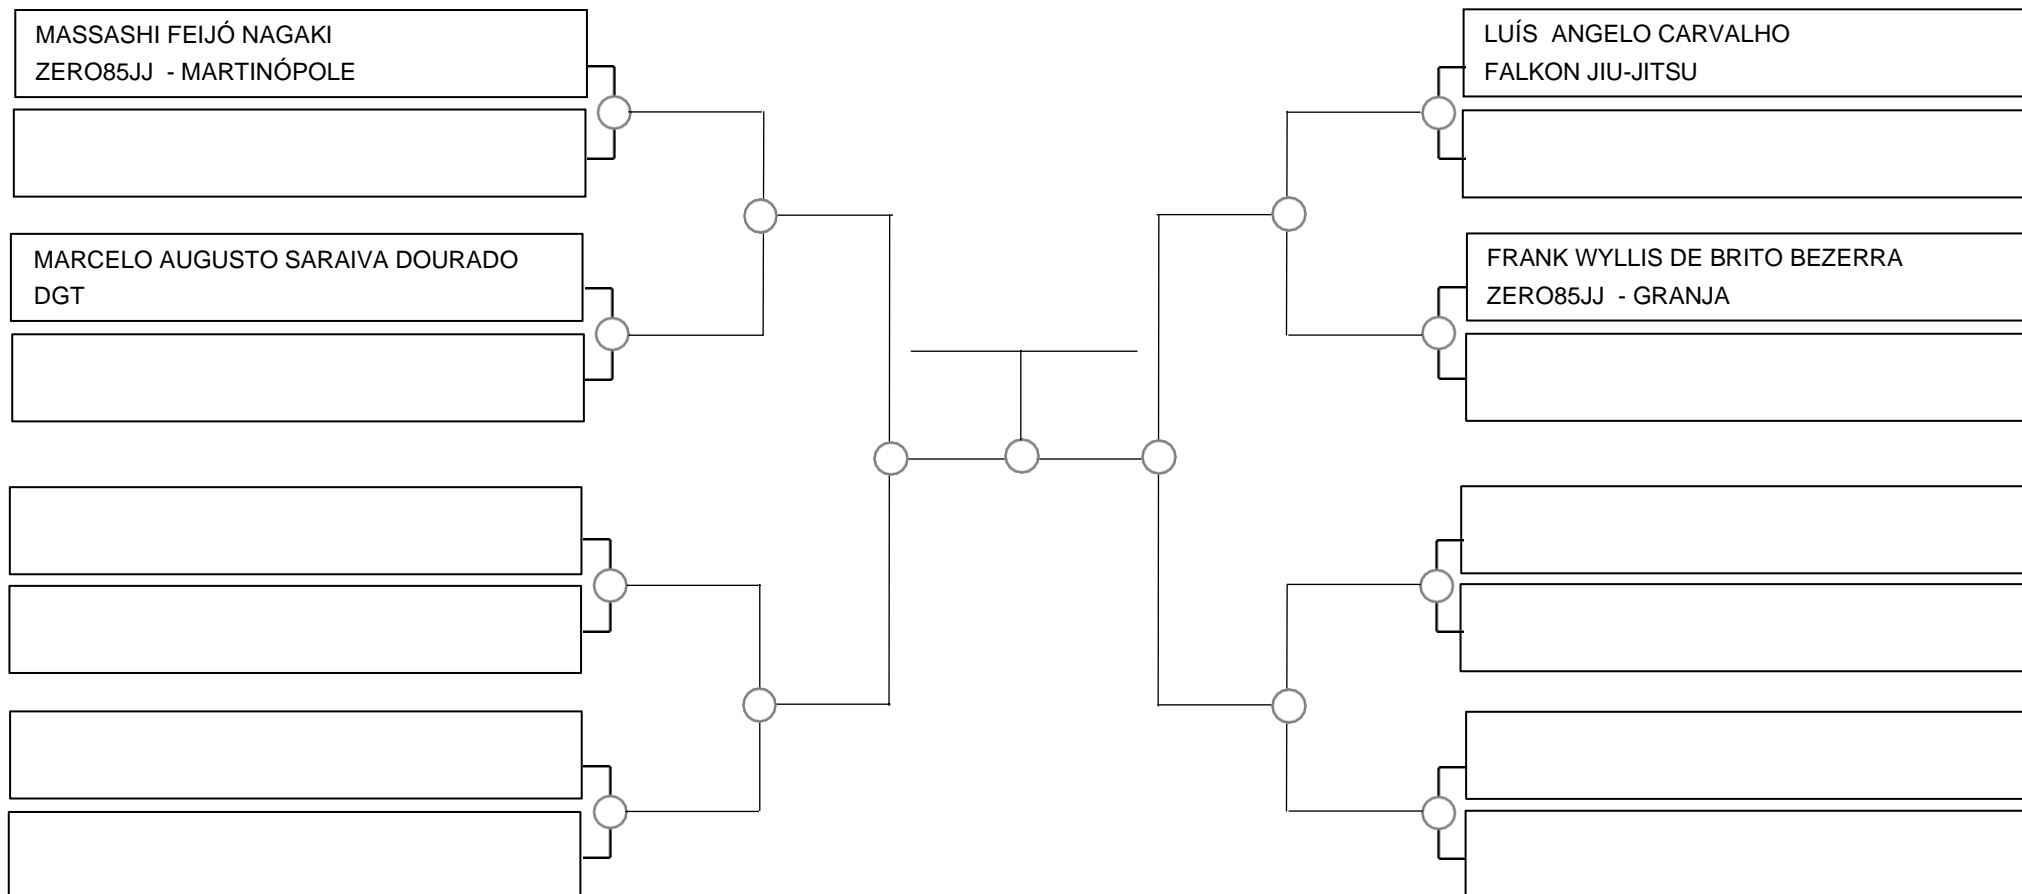 MASSASHI FEIJÓ NAGAKI
ZERO85JJ - MARTINÓPOLE
MARCELO AUGUSTO SARAIVA DOURADO
DGT
LUÍS ANGELO CARVALHO
FALKON JIU-JITSU
FRANK WYLLIS DE BRITO BEZERRA
ZERO85JJ - GRANJA